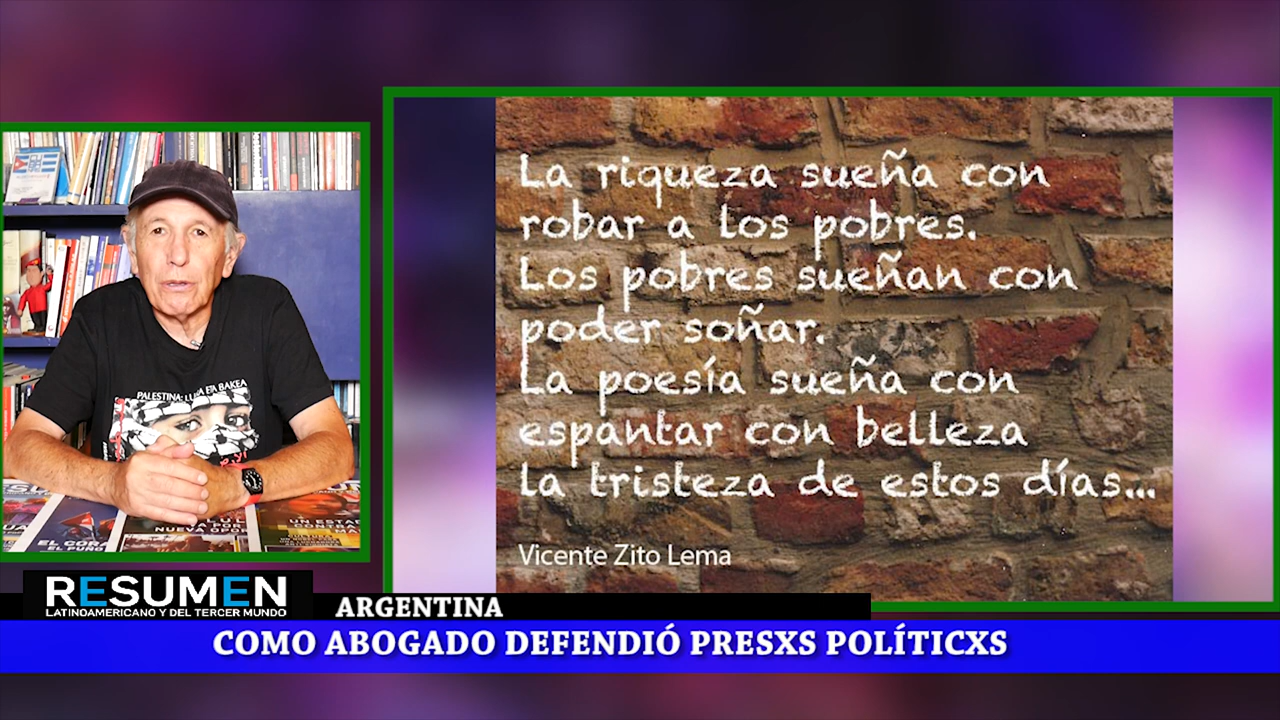 La riqueza sueña con
robar a los pobres.
Los pobres sueñan con
poder soñar.
La poesía sueña con
espantar con belleza
la tristeza de estos días...
Vicente Zito Lema
PALESTINA:
BAKEA
RESUMEN
LATINOAMERICANO Y DEL TERCER MUNDO
ARGENTINA
COMO ABOGADO DEFENDIÓ PRESXS POLÍTICXS